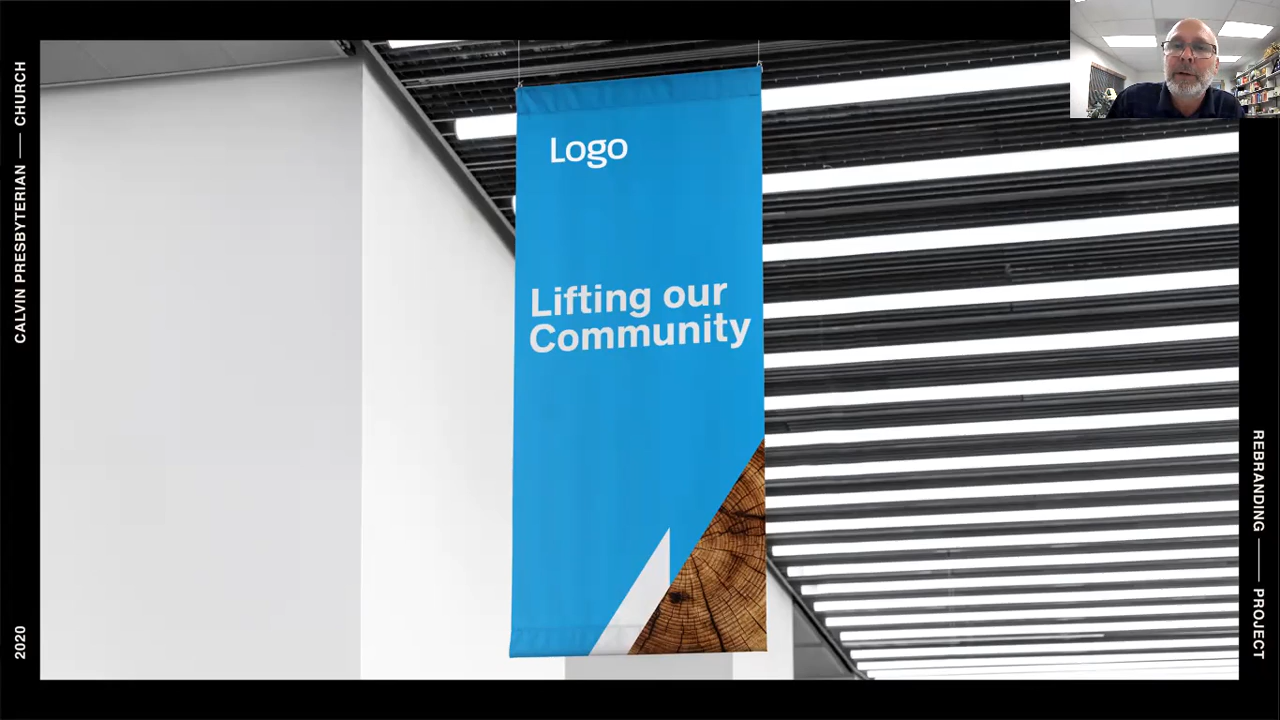 CALVIN PRESBYTERIAN — CHURCH
2020
Logo
Lifting our
Community
REBRANDING — PROJECT